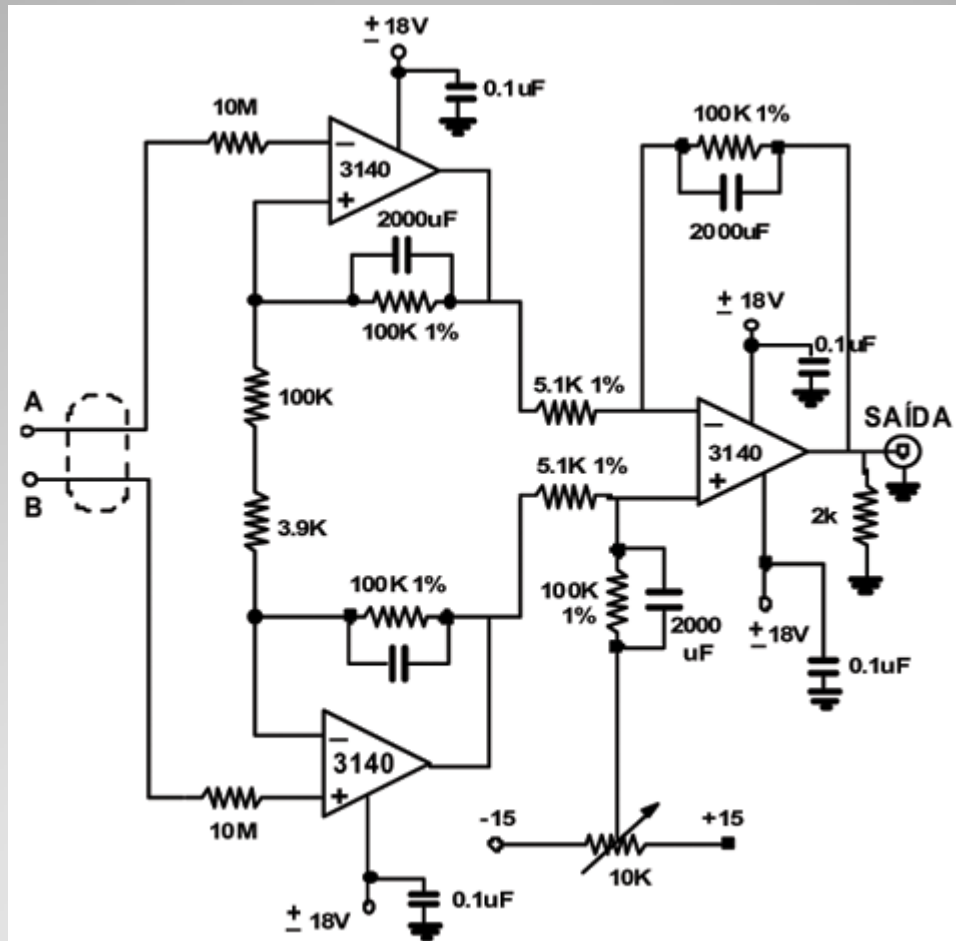 ± 18V
0.1uF
10M
100K 1%
−
3140
+
2000uF
2000uF
± 18V
100K 1%
0.1uF
5.1K 1%
100K
A
SAÍDA
−
3140
5.1K 1%
+
B
2k
3.9K
100K 1%
100K
1%
2000
uF
± 18V
0.1uF
−
3140
+
-15
+15
10M
10K
± 18V
0.1uF